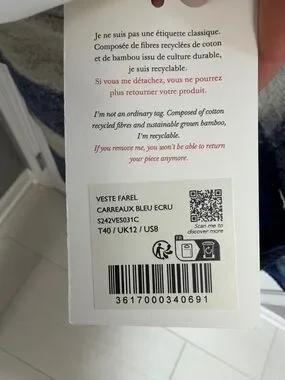 Je ne suis pas une étiquette classique.
Composée de fibres recyclés de coton
et de bambou issu de culture durable,
je suis recyclable.
Si vous me détachez, vous ne pourrez
plus retourner votre produit.
I'm not an ordinary tag. Composed of cotton
recycled fibres and sustainable grown bamboo,
I'm recyclable.
If you remove me, you won't be able to return
your piece anymore.
VESTE FAREL
CARREAUX BLEU ECRU
S242VES031C
T40 / UK12 / US8
Scan me to
discover more
FR
3617000340691